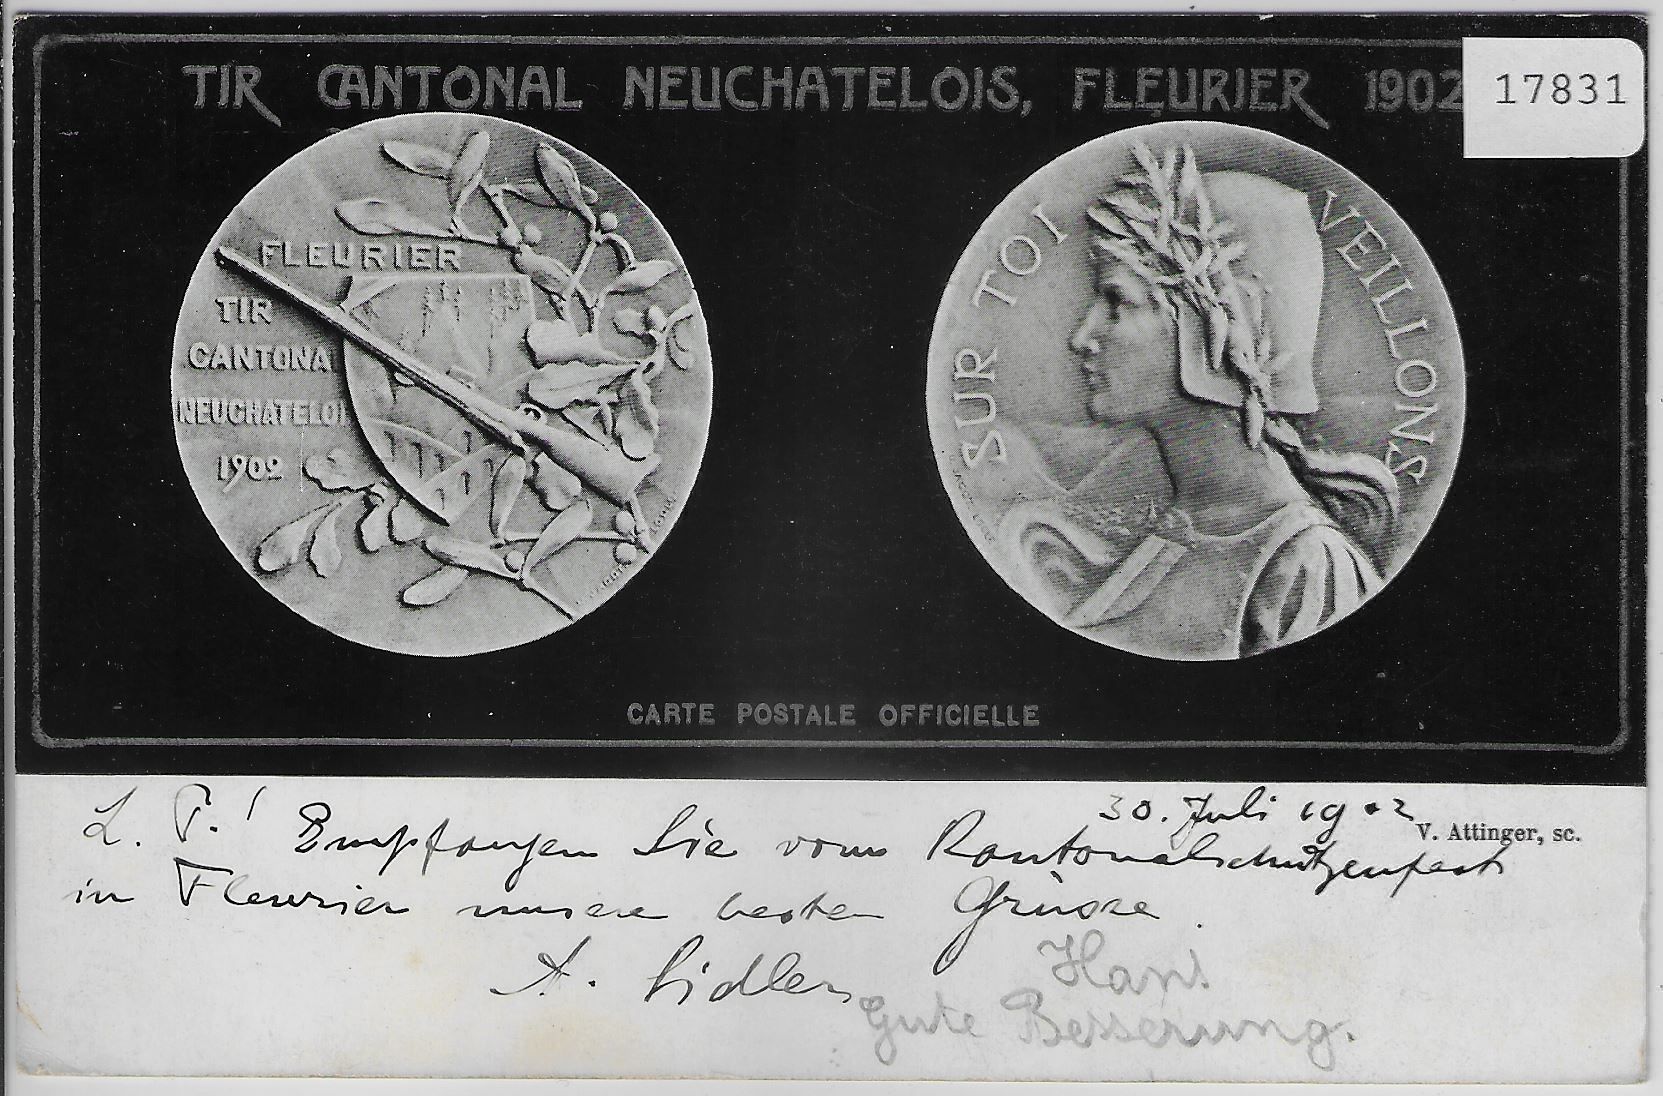 TIR CANTONAL NEUCHATELOIS, FLEURIER 1902
17831
FLEURIER
TIR
CANTONA
NEUCHATELOI
1902
SUR TOI VEILLONS
CARTE POSTALE OFFICIELLE
30. Juli 1902
V. Attinger, sc.
L. T.! Empfangen Sie vom Kantonalschützenfest
in Fleurier unsere besten Grüsse.
A. Sidler
Hans
Gute Besserung.